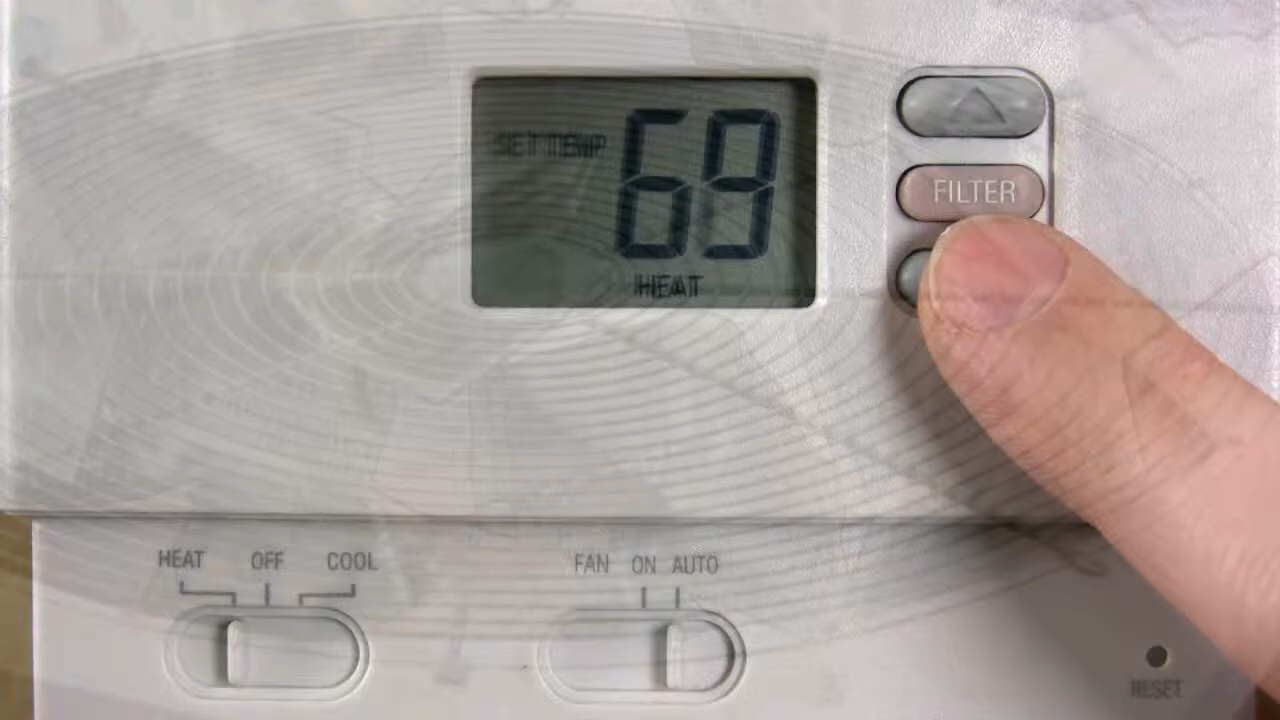 SET TEMP 69
FILTER
HEAT
HEAT OFF COOL
FAN ON AUTO
RESET